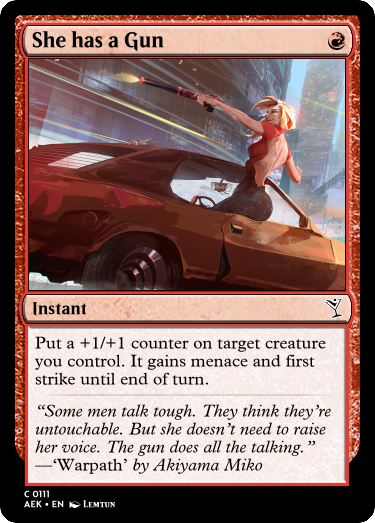 She has a Gun
Instant
Put a +1/+1 counter on target creature
you control. It gains menace and first
strike until end of turn.
“Some men talk tough. They think they’re
untouchable. But she doesn’t need to raise
her voice. The gun does all the talking.”
—‘Warpath’ by Akiyama Miko
C 0111
AEK • EN Lemtun